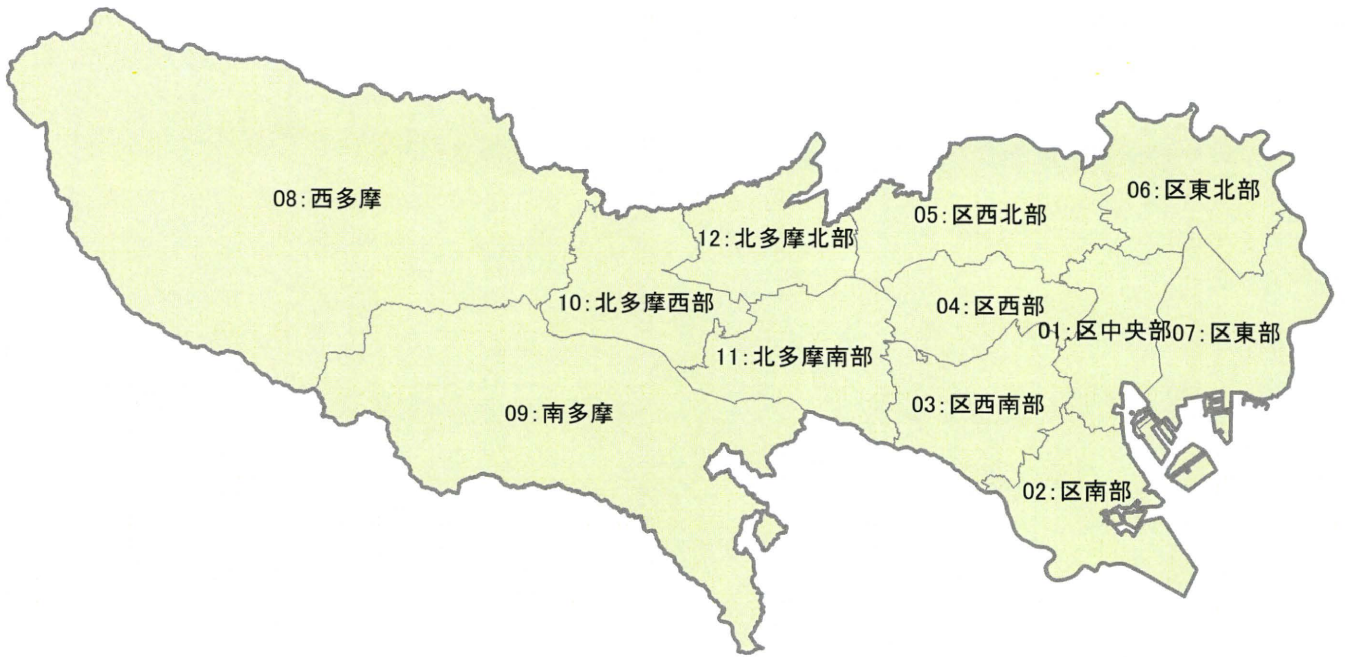 08:西多摩
06:区東北部
05:区西北部
12:北多摩北部
10:北多摩西部
04:区西部
01:区中央部
07:区東部
11:北多摩南部
03:区西南部
09:南多摩
02:区南部